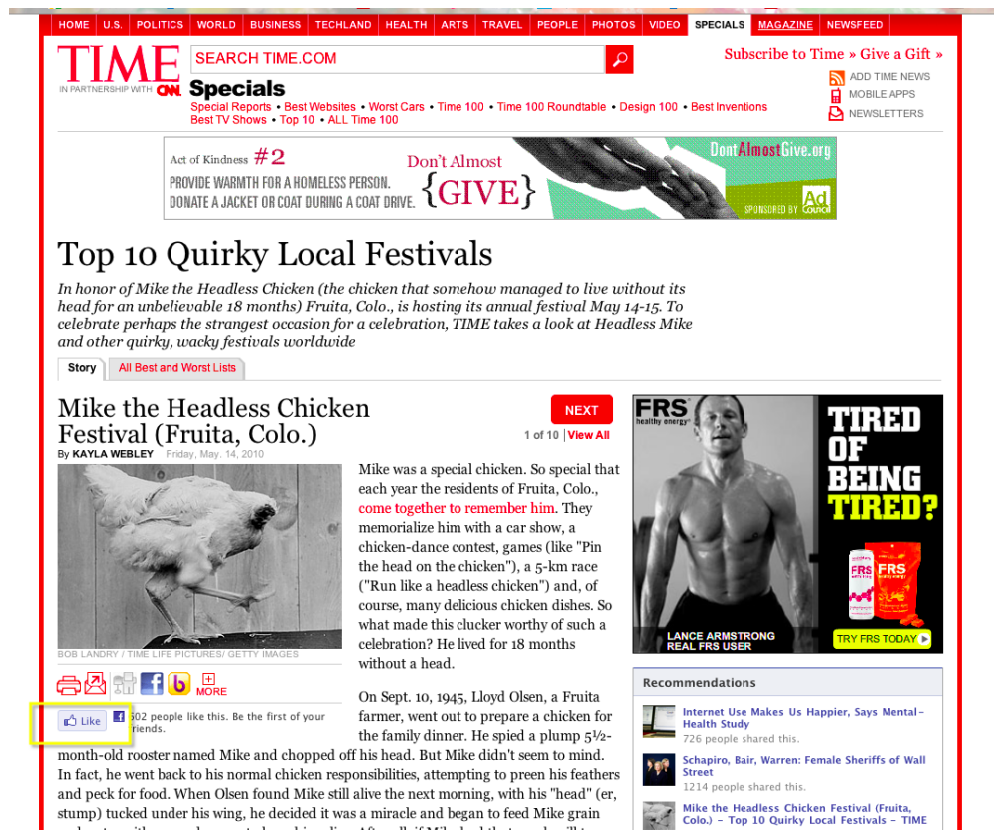 HOME U.S. POLITICS WORLD BUSINESS TECHLAND HEALTH ARTS TRAVEL PEOPLE PHOTOS VIDEO SPECIALS MAGAZINE NEWSFEED
TIME
IN PARTNERSHIP WITH CNN
SEARCH TIME.COM
Subscribe to Time » Give a Gift »
Specials
ADD TIME NEWS
MOBILE APPS
NEWSLETTERS
Special Reports • Best Websites • Worst Cars • Time 100 • Time 100 Roundtable • Design 100 • Best Inventions
Best TV Shows • Top 10 • ALL Time 100
Act of Kindness #2
PROVIDE WARMTH FOR A HOMELESS PERSON.
DONATE A JACKET OR COAT DURING A COAT DRIVE.
Don't Almost
{GIVE}
DontAlmostGive.org
SPONSORED BY Ad Council
Top 10 Quirky Local Festivals
In honor of Mike the Headless Chicken (the chicken that somehow managed to live without its
head for an unbelievable 18 months) Fruita, Colo., is hosting its annual festival May 14-15. To
celebrate perhaps the strangest occasion for a celebration, TIME takes a look at Headless Mike
and other quirky, wacky festivals worldwide
Story All Best and Worst Lists
Mike the Headless Chicken
Festival (Fruita, Colo.)
NEXT
1 of 10 | View All
By KAYLA WEBLEY Friday, May. 14, 2010
BOB LANDRY / TIME LIFE PICTURES/ GETTY IMAGES
MORE
Like
502 people like this. Be the first of your
friends.
Mike was a special chicken. So special that
each year the residents of Fruita, Colo.,
come together to remember him. They
memorialize him with a car show, a
chicken-dance contest, games (like "Pin
the head on the chicken"), a 5-km race
("Run like a headless chicken") and, of
course, many delicious chicken dishes. So
what made this clucker worthy of such a
celebration? He lived for 18 months
without a head.
On Sept. 10, 1945, Lloyd Olsen, a Fruita
farmer, went out to prepare a chicken for
the family dinner. He spied a plump 5½-
month-old rooster named Mike and chopped off his head. But Mike didn't seem to mind.
In fact, he went back to his normal chicken responsibilities, attempting to preen his feathers
and peck for food. When Olsen found Mike still alive the next morning, with his "head" (er,
stump) tucked under his wing, he decided it was a miracle and began to feed Mike grain
FRS
healthy energy
TIRED
OF
BEING
TIRED?
FRS
FRS
LANCE ARMSTRONG
REAL FRS USER
TRY FRS TODAY
Recommendations
Internet Use Makes Us Happier, Says Mental-
Health Study
726 people shared this.
Schapiro, Bair, Warren: Female Sheriffs of Wall
Street
1214 people shared this.
Mike the Headless Chicken Festival (Fruita,
Colo.) - Top 10 Quirky Local Festivals - TIME